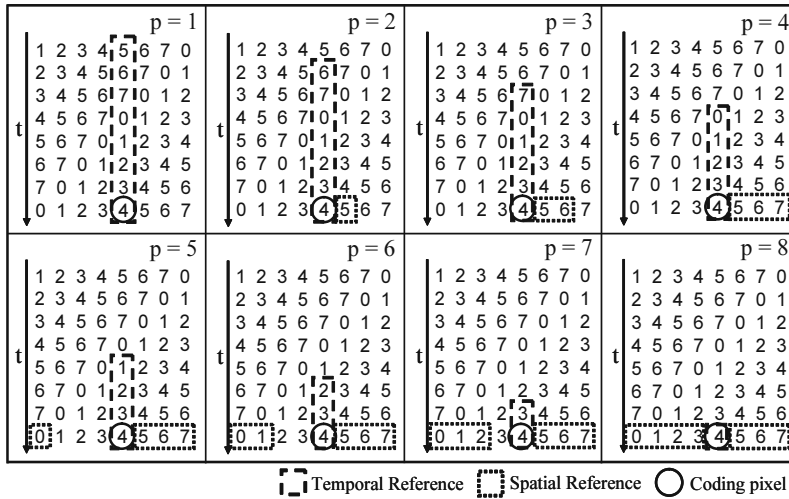 p = 1 p = 2 p = 3 p = 4
1 2 3 4 5 6 7 0 1 2 3 4 5 6 7 0 1 2 3 4 5 6 7 0 1 2 3 4 5 6 7 0
2 3 4 5 6 7 0 1 2 3 4 5 6 7 0 1 2 3 4 5 6 7 0 1 2 3 4 5 6 7 0 1
3 4 5 6 7 0 1 2 3 4 5 6 7 0 1 2 3 4 5 6 7 0 1 2 3 4 5 6 7 0 1 2
4 5 6 7 0 1 2 3 4 5 6 7 0 1 2 3 4 5 6 7 0 1 2 3 4 5 6 7 0 1 2 3
t t t t
5 6 7 0 1 2 3 4 5 6 7 0 1 2 3 4 5 6 7 0 1 2 3 4 5 6 7 0 1 2 3 4
6 7 0 1 2 3 4 5 6 7 0 1 2 3 4 5 6 7 0 1 2 3 4 5 6 7 0 1 2 3 4 5
7 0 1 2 3 4 5 6 7 0 1 2 3 4 5 6 7 0 1 2 3 4 5 6 7 0 1 2 3 4 5 6
0 1 2 3 4 5 6 7 0 1 2 3 4 5 6 7 0 1 2 3 4 5 6 7 0 1 2 3 4 5 6 7
p = 5 p = 6 p = 7 p = 8
1 2 3 4 5 6 7 0 1 2 3 4 5 6 7 0 1 2 3 4 5 6 7 0 1 2 3 4 5 6 7 0
2 3 4 5 6 7 0 1 2 3 4 5 6 7 0 1 2 3 4 5 6 7 0 1 2 3 4 5 6 7 0 1
3 4 5 6 7 0 1 2 3 4 5 6 7 0 1 2 3 4 5 6 7 0 1 2 3 4 5 6 7 0 1 2
4 5 6 7 0 1 2 3 4 5 6 7 0 1 2 3 4 5 6 7 0 1 2 3 4 5 6 7 0 1 2 3
t t t t
5 6 7 0 1 2 3 4 5 6 7 0 1 2 3 4 5 6 7 0 1 2 3 4 5 6 7 0 1 2 3 4
6 7 0 1 2 3 4 5 6 7 0 1 2 3 4 5 6 7 0 1 2 3 4 5 6 7 0 1 2 3 4 5
7 0 1 2 3 4 5 6 7 0 1 2 3 4 5 6 7 0 1 2 3 4 5 6 7 0 1 2 3 4 5 6
0 1 2 3 4 5 6 7 0 1 2 3 4 5 6 7 0 1 2 3 4 5 6 7 0 1 2 3 4 5 6 7
Temporal Reference Spatial Reference Coding pixel